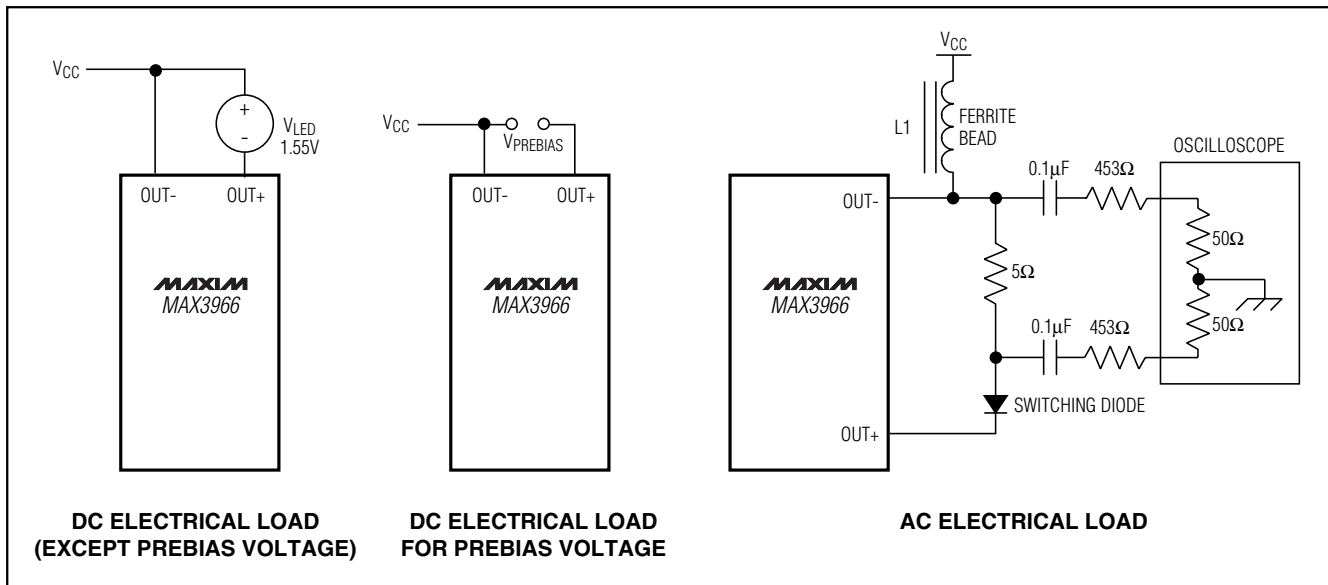 VCC
+
-
VLED
1.55V
OUT-
OUT+
MAXIM
MAX3966
DC ELECTRICAL LOAD
(EXCEPT PREBIAS VOLTAGE)
VCC
VPREBIAS
OUT-
OUT+
MAXIM
MAX3966
DC ELECTRICAL LOAD
FOR PREBIAS VOLTAGE
VCC
L1
FERRITE
BEAD
OSCILLOSCOPE
0.1μF
453Ω
OUT-
50Ω
5Ω
MAXIM
MAX3966
0.1μF
453Ω
50Ω
SWITCHING DIODE
OUT+
AC ELECTRICAL LOAD